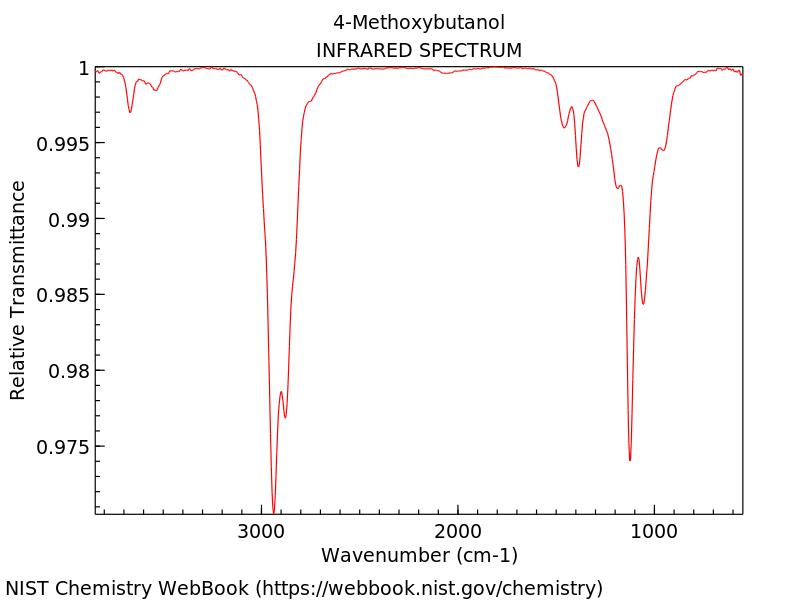 4-Methoxybutanol
INFRARED SPECTRUM
1
0.995
0.99
0.985
0.98
0.975
Relative Transmittance
3000 2000 1000
Wavenumber (cm-1)
NIST Chemistry WebBook (https://webbook.nist.gov/chemistry)